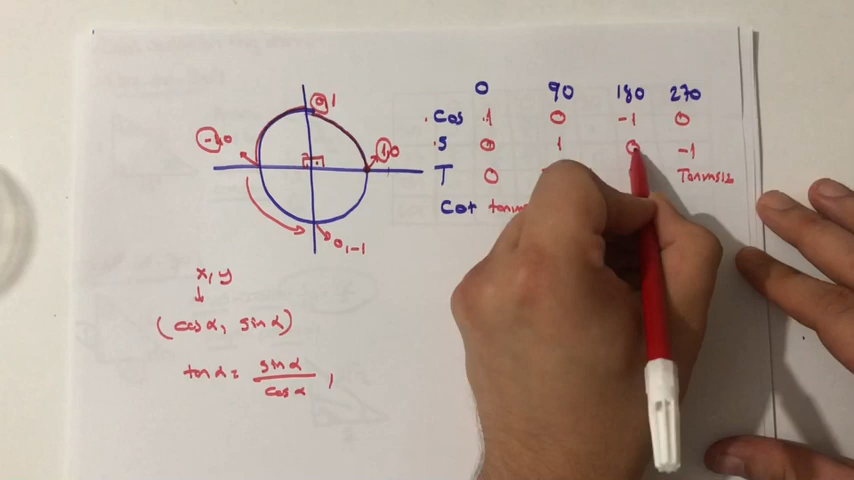 0 90 180 270
Cos 1 0 -1 0
S 0 1 0 -1
T 0 Tanımsız
Cot
0,1
-1,0
1,0
0,-1
x, y
(cos α, sin α)
tan α = sin α / cos α ,